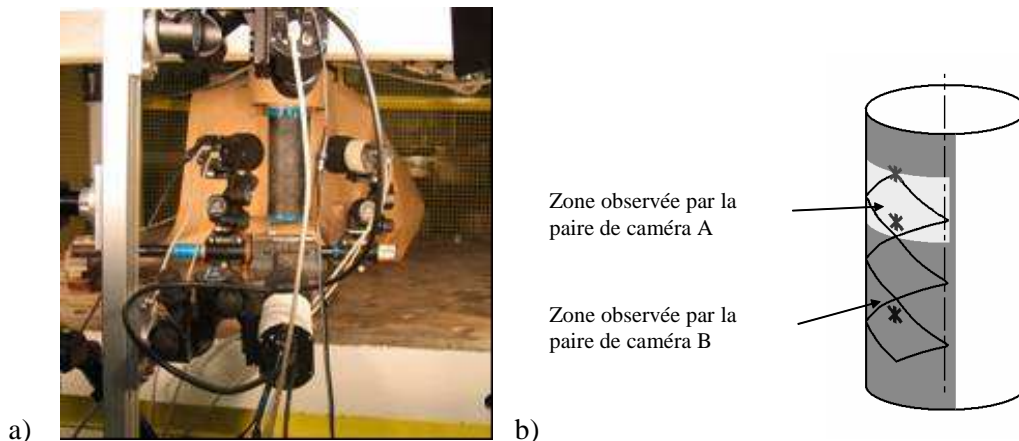 Zone observée par la
paire de caméra A
Zone observée par la
paire de caméra B
a)
b)